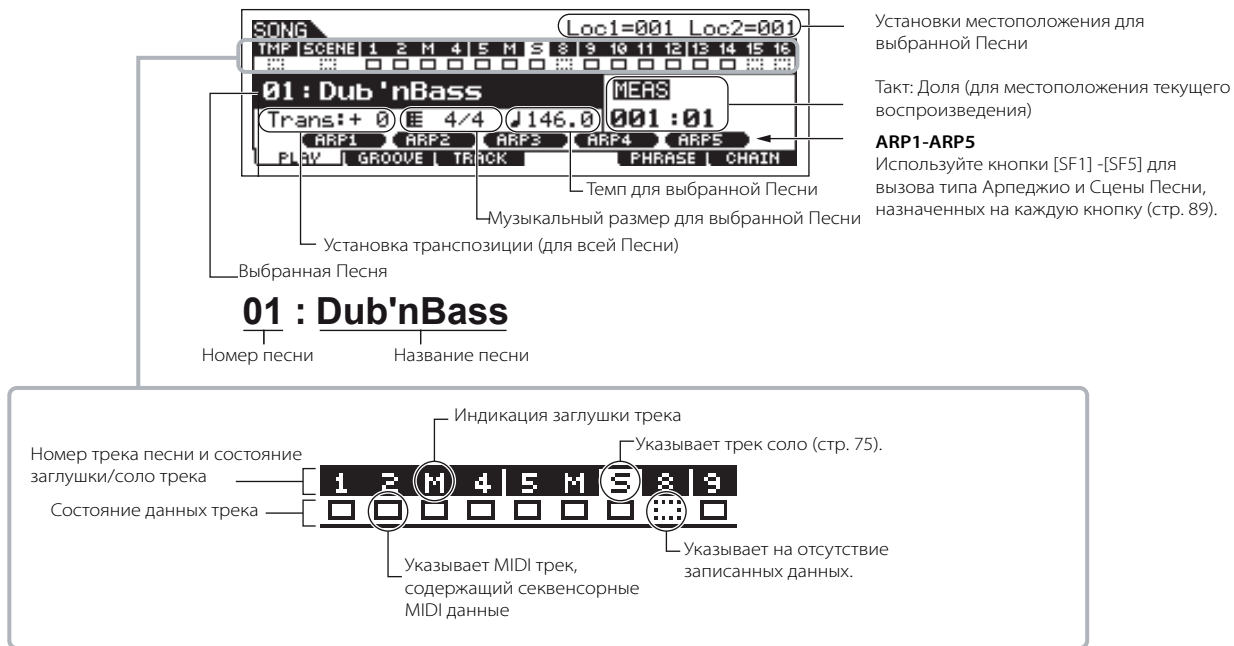 SONG Loc1=001 Loc2=001
TMP SCENE 1 2 M 4 5 M S 8 9 10 11 12 13 14 15 16
01:Dub'nBass MEAS
Trans:+ 0 4/4 ♩146.0 001:01
ARP1 ARP2 ARP3 ARP4 ARP5
PLAY GROOVE TRACK PHRASE CHAIN
Установки местоположения для
выбранной Песни
Такт: Доля (для местоположения текущего
воспроизведения)
ARP1-ARP5
Используйте кнопки [SF1] -[SF5] для
вызова типа Арпеджио и Сцены Песни,
назначенных на каждую кнопку (стр. 89).
Темп для выбранной Песни
Музыкальный размер для выбранной Песни
Установка транспозиции (для всей Песни)
Выбранная Песня
01 : Dub'nBass
Номер песни Название песни
Индикация заглушки трека
Указывает трек соло (стр. 75).
Номер трека песни и состояние
заглушки/соло трека
1 2 M 4 5 M S 8 9
Состояние данных трека
Указывает MIDI трек,
содержащий секвенсорные
MIDI данные
Указывает на отсутствие
записанных данных.